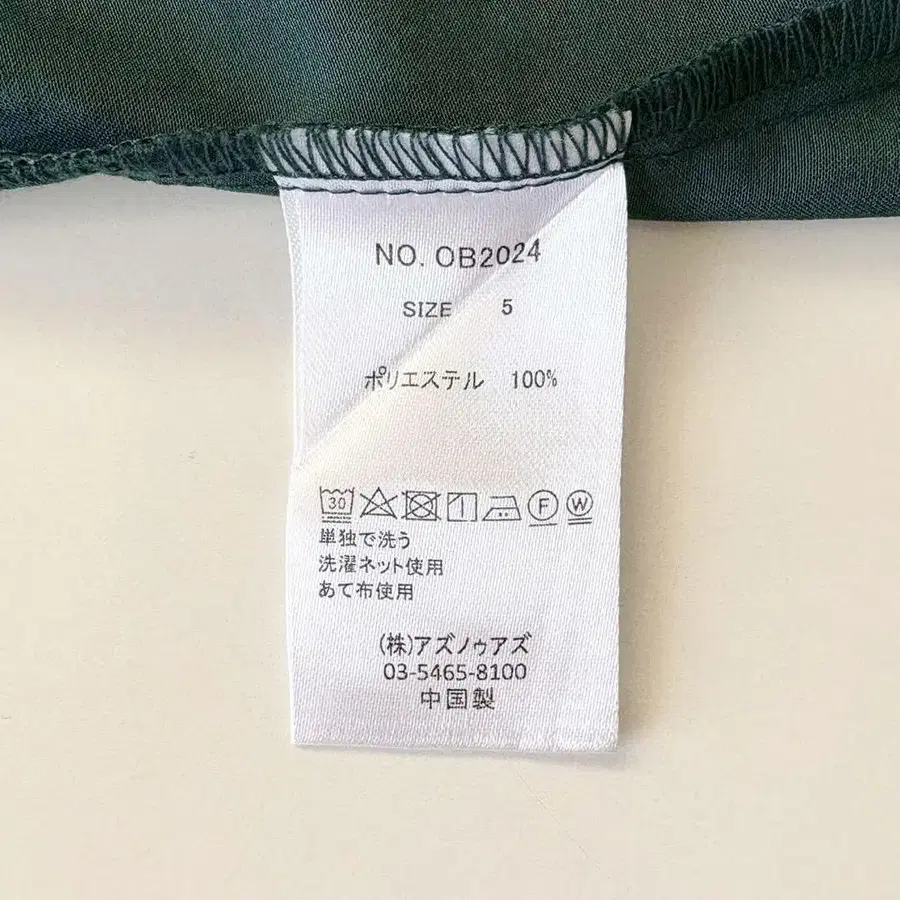 NO. OB2024
SIZE 5
ポリエステル 100%
30 F W
単独で洗う
洗濯ネット使用
あて布使用
(株)アズノゥアズ
03-5465-8100
中国製